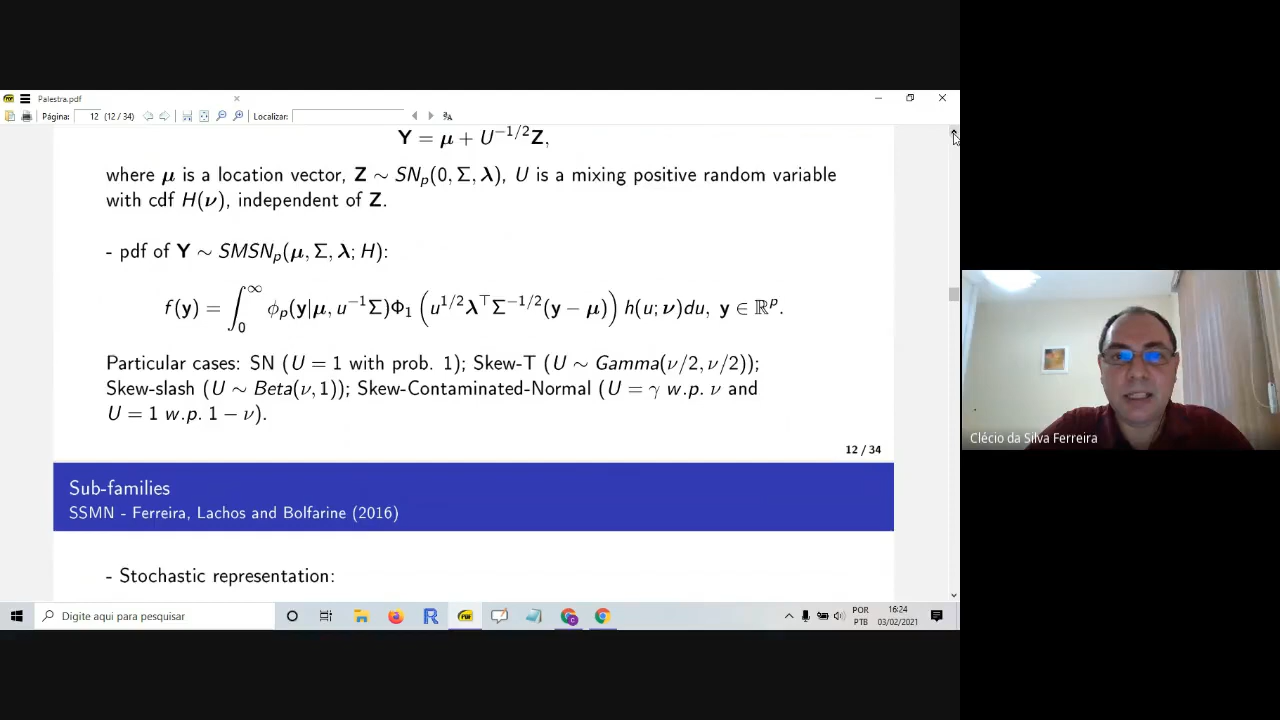 Palestra.pdf
Página: 12 (12 / 34) Localizar:
Y = μ + U^{-1/2}Z,
where μ is a location vector, Z ∼ SN_p(0, Σ, λ), U is a mixing positive random variable
with cdf H(ν), independent of Z.
- pdf of Y ∼ SMSN_p(μ, Σ, λ; H):
f(y) = ∫_0^∞ ϕ_p(y|μ, u^{-1}Σ)Φ_1 (u^{1/2}λ^⊤Σ^{-1/2}(y − μ)) h(u; ν)du, y ∈ ℝ^p.
Particular cases: SN (U = 1 with prob. 1); Skew-T (U ∼ Gamma(ν/2, ν/2));
Skew-slash (U ∼ Beta(ν, 1)); Skew-Contaminated-Normal (U = γ w.p. ν and
U = 1 w.p. 1 − ν).
12 / 34
Sub-families
SSMN - Ferreira, Lachos and Bolfarine (2016)
- Stochastic representation:
Clécio da Silva Ferreira
Digite aqui para pesquisar
POR
PTB
16:24
03/02/2021